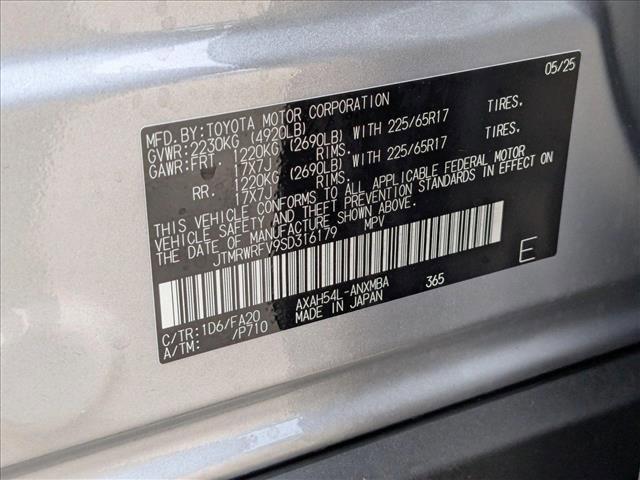 05/25
MFD.BY:TOYOTA MOTOR CORPORATION
GVWR:2230KG (4920LB)
GAWR:FRT. 1220KG (2690LB) WITH 225/65R17 TIRES,
17X7J RIMS.
RR. 1220KG (2690LB) WITH 225/65R17 TIRES,
17X7J RIMS.
THIS VEHICLE CONFORMS TO ALL APPLICABLE FEDERAL MOTOR
VEHICLE SAFETY AND THEFT PREVENTION STANDARDS IN EFFECT ON
THE DATE OF MANUFACTURE SHOWN ABOVE.
JTMRWRFV9SD316179 MPV
E
C/TR:1D6/FA20 AXAH54L-ANXMBA 365
A/TM: /P710 MADE IN JAPAN